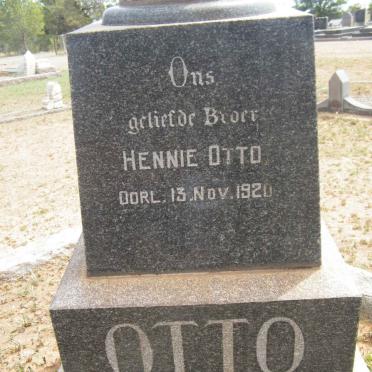 Ons
geliefde Broer
HENNIE OTTO
OORL. 13. NOV. 1920
OTTO